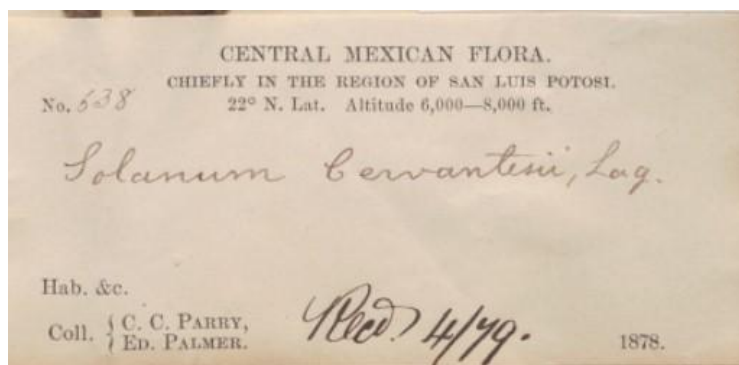 CENTRAL MEXICAN FLORA.
CHIEFLY IN THE REGION OF SAN LUIS POTOSI.
No. 638 22° N. Lat. Altitude 6,000—8,000 ft.
Solanum Cervantesii, Lag.
Hab. &c.
Coll. { C. C. PARRY,
ED. PALMER.
Recd. 4/79. 1878.